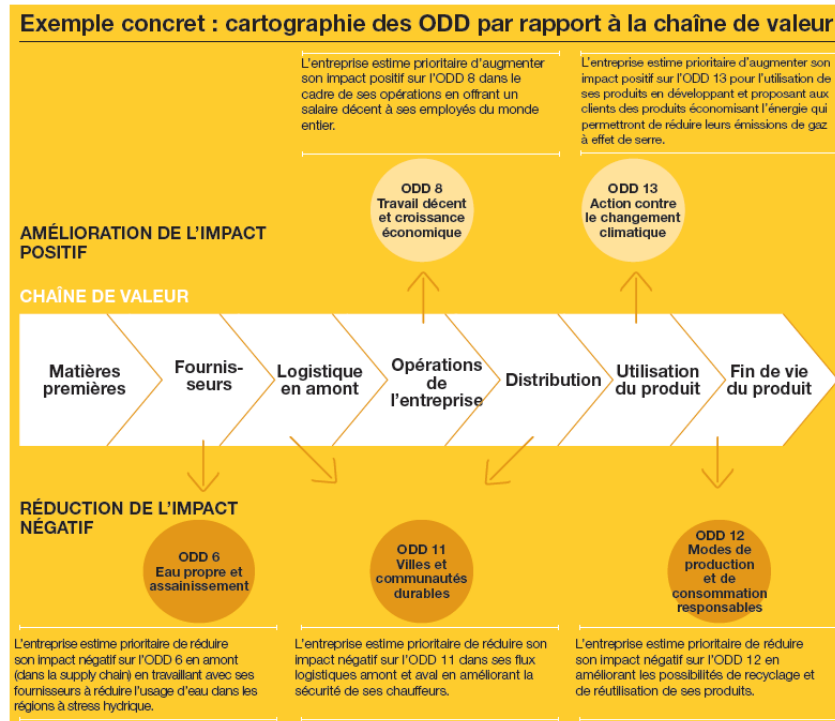 Exemple concret : cartographie des ODD par rapport à la chaîne de valeur
L'entreprise estime prioritaire d'augmenter
son impact positif sur l'ODD 8 dans le
cadre de ses opérations en offrant un
salaire décent à ses employés du monde
entier.
L'entreprise estime prioritaire d'augmenter son
impact positif sur l'ODD 13 pour l'utilisation de
ses produits en développant et proposant aux
clients des produits économisant l'énergie qui
permettront de réduire leurs émissions de gaz
à effet de serre.
ODD 8
Travail décent
et croissance
économique
ODD 13
Action contre
le changement
climatique
AMÉLIORATION DE L'IMPACT
POSITIF
CHAÎNE DE VALEUR
Matières
premières
Fournis-
seurs
Logistique
en amont
Opérations
de
l'entreprise
Distribution
Utilisation
du produit
Fin de vie
du produit
RÉDUCTION DE L'IMPACT
NÉGATIF
ODD 6
Eau propre et
assainissement
ODD 11
Villes et
communautés
durables
ODD 12
Modes de
production
et de
consommation
responsables
L'entreprise estime prioritaire de réduire
son impact négatif sur l'ODD 6 en amont
(dans la supply chain) en travaillant avec ses
fournisseurs à réduire l'usage d'eau dans les
régions à stress hydrique.
L'entreprise estime prioritaire de réduire son
impact négatif sur l'ODD 11 dans ses flux
logistiques amont et aval en améliorant la
sécurité de ses chauffeurs.
L'entreprise estime prioritaire de réduire
son impact négatif sur l'ODD 12 en
améliorant les possibilités de recyclage et
de réutilisation de ses produits.